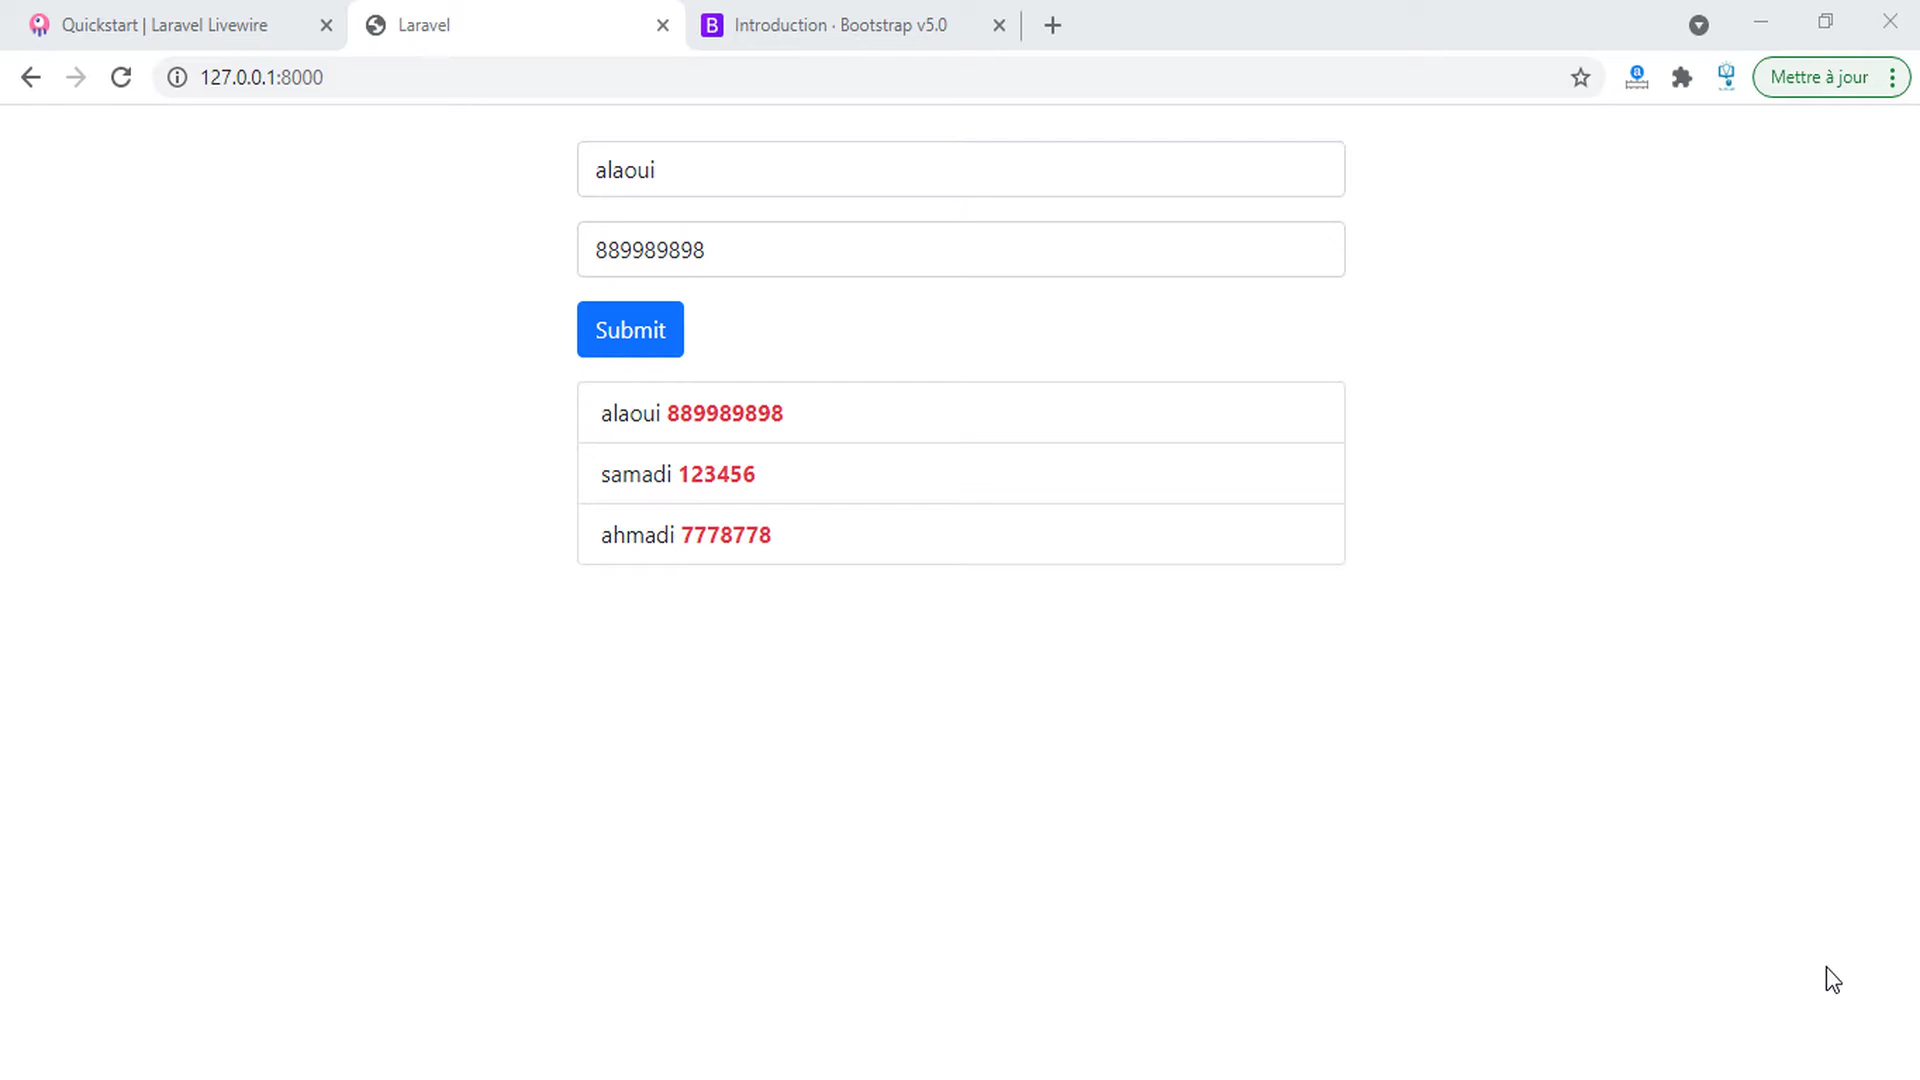 Quickstart | Laravel Livewire
Laravel
Introduction · Bootstrap v5.0
127.0.0.1:8000
Mettre à jour
alaoui
889989898
Submit
alaoui 889989898
samadi 123456
ahmadi 7778778